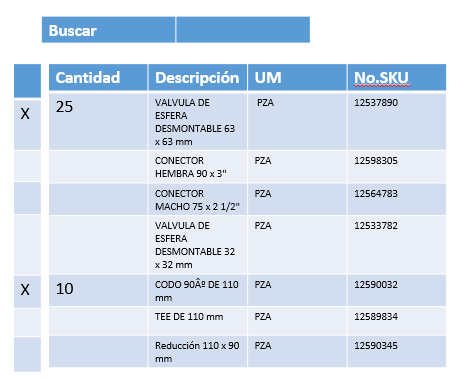 Buscar
Cantidad Descripción UM No.SKU
X 25 VALVULA DE PZA 12537890
ESFERA
DESMONTABLE 63
x 63 mm
CONECTOR PZA 12598305
HEMBRA 90 x 3"
CONECTOR PZA 12564783
MACHO 75 x 2 1/2"
VALVULA DE PZA 12533782
ESFERA
DESMONTABLE 32
x 32 mm
X 10 CODO 90Âº DE 110 PZA 12590032
mm
TEE DE 110 mm PZA 12589834
Reducción 110 x 90 PZA 12590345
mm